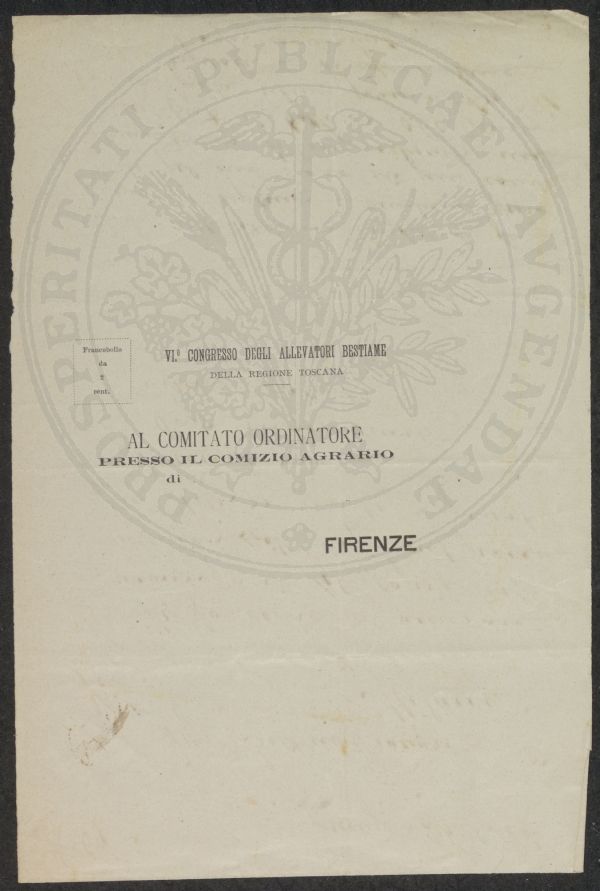 PROSPERITATI PVBLICAE AVGENDAE
Francobollo
da
2
cent.
VI.º CONGRESSO DEGLI ALLEVATORI BESTIAME
DELLA REGIONE TOSCANA
AL COMITATO ORDINATORE
PRESSO IL COMIZIO AGRARIO
di
FIRENZE